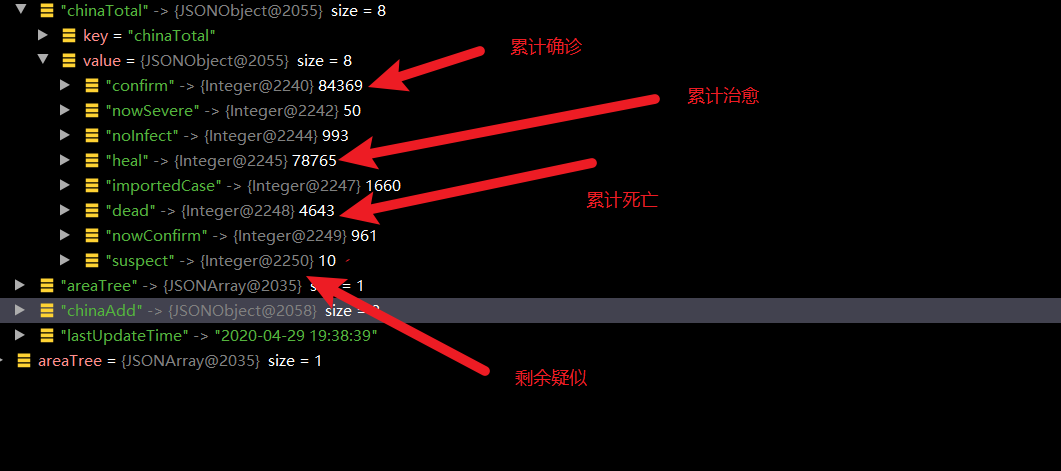 "chinaTotal" -> {JSONObject@2055} size = 8
key = "chinaTotal"
value = {JSONObject@2055} size = 8
累计确诊
"confirm" -> {Integer@2240} 84369
累计治愈
"nowSevere" -> {Integer@2242} 50
"noInfect" -> {Integer@2244} 993
"heal" -> {Integer@2245} 78765
"importedCase" -> {Integer@2247} 1660
累计死亡
"dead" -> {Integer@2248} 4643
"nowConfirm" -> {Integer@2249} 961
"suspect" -> {Integer@2250} 10
"areaTree" -> {JSONArray@2035} size = 1
"chinaAdd" -> {JSONObject@2058} size =
"lastUpdateTime" -> "2020-04-29 19:38:39"
areaTree = {JSONArray@2035} size = 1
剩余疑似